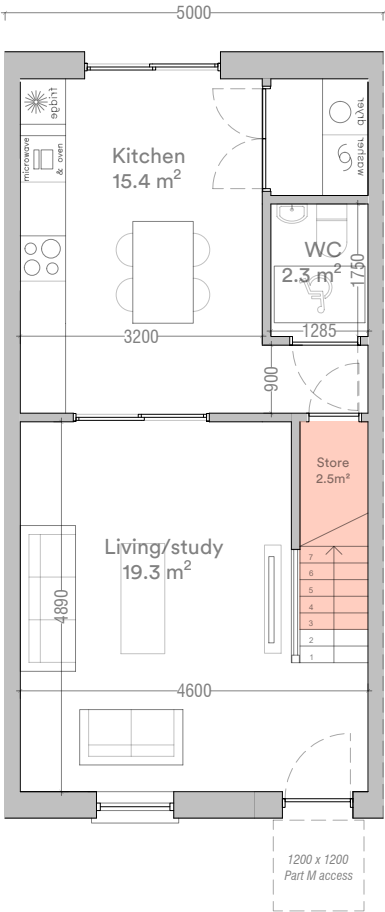 5000
fridge
dryer
microwave
& oven
washer
Kitchen
15.4 m²
WC
2.3 m²
1750
3200
1285
900
Store
2.5m²
Living/study
19.3 m²
7
6
5
4
3
2
1
4890
4600
1200 x 1200
Part M access